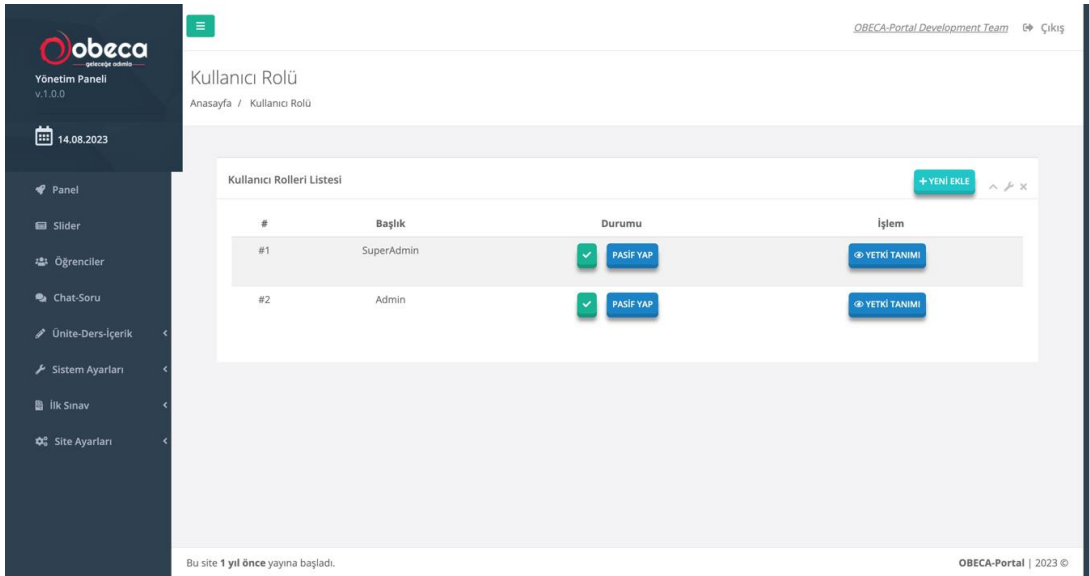 obeca
geleceğe adımla
Yönetim Paneli
v.1.0.0
14.08.2023
Panel
Slider
Öğrenciler
Chat-Soru
Ünite-Ders-İçerik
Sistem Ayarları
İlk Sınav
Site Ayarları
OBECA-Portal Development Team Çıkış
Kullanıcı Rolü
Anasayfa / Kullanıcı Rolü
Kullanıcı Rolleri Listesi
+ YENİ EKLE
# Başlık Durumu İşlem
#1 SuperAdmin PASİF YAP YETKİ TANIMI
#2 Admin PASİF YAP YETKİ TANIMI
Bu site 1 yıl önce yayına başladı.
OBECA-Portal | 2023 ©